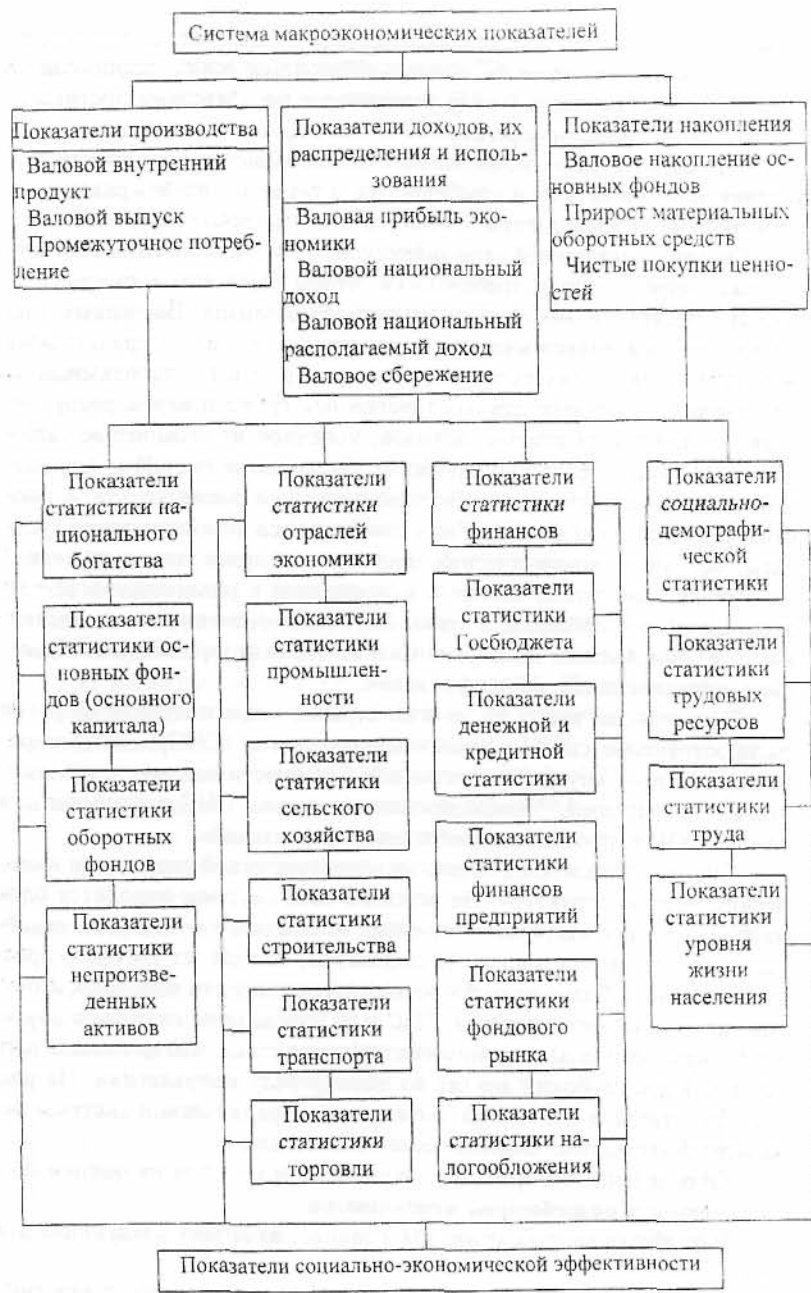 Система макроэкономических показателей
Показатели производства
Валовой внутренний
продукт
Валовой выпуск
Промежуточное потреб-
ление
Показатели доходов, их
распределения и исполь-
зования
Валовая прибыль эко-
номики
Валовой национальный
доход
Валовой национальный
располагаемый доход
Валовое сбережение
Показатели накопления
Валовое накопление ос-
новных фондов
Прирост материальных
оборотных средств
Чистые покупки ценно-
стей
Показатели
статистики на-
ционального
богатства
Показатели
статистики ос-
новных фон-
дов (основного
капитала)
Показатели
статистики
оборотных
фондов
Показатели
статистики
непроизве-
денных
активов
Показатели
статистики
отраслей
экономики
Показатели
статистики
промышлен-
ности
Показатели
статистики
сельского
хозяйства
Показатели
статистики
строительства
Показатели
статистики
транспорта
Показатели
статистики
торговли
Показатели
статистики
финансов
Показатели
статистики
Госбюджета
Показатели
денежной и
кредитной
статистики
Показатели
статистики
финансов
предприятий
Показатели
статистики
фондового
рынка
Показатели
статистики на-
логообложения
Показатели
социально-
демографи-
ческой
статистики
Показатели
статистики
трудовых
ресурсов
Показатели
статистики
труда
Показатели
статистики
уровня
жизни
населения
Показатели социально-экономической эффективности